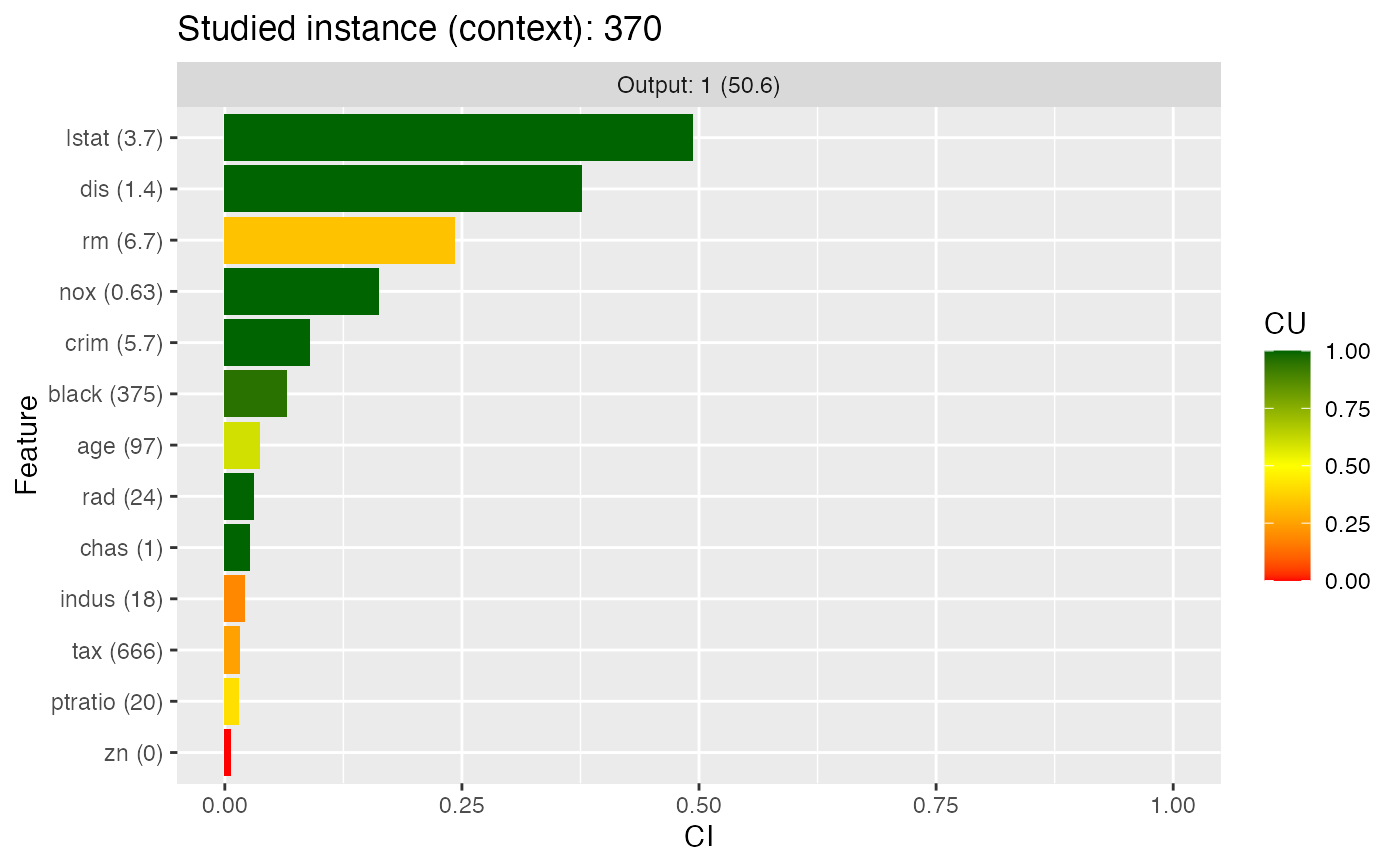 Studied instance (context): 370
Output: 1 (50.6)
Feature
lstat (3.7)
dis (1.4)
rm (6.7)
nox (0.63)
crim (5.7)
black (375)
age (97)
rad (24)
chas (1)
indus (18)
tax (666)
ptratio (20)
zn (0)
0.00 0.25 0.50 0.75 1.00
CI
CU
1.00
0.75
0.50
0.25
0.00